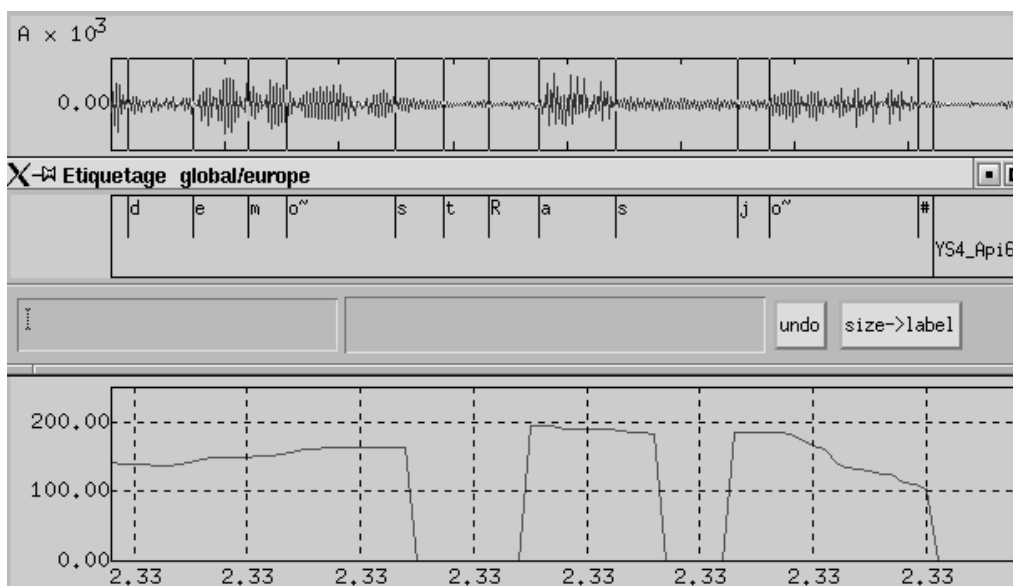 A × 10³
0.00
Etiquetage global/europe
d e m o~ s t R a s j o~ #
YS4_Api6
undo size->label
200.00
100.00
0.00
2.33 2.33 2.33 2.33 2.33 2.33 2.33 2.33